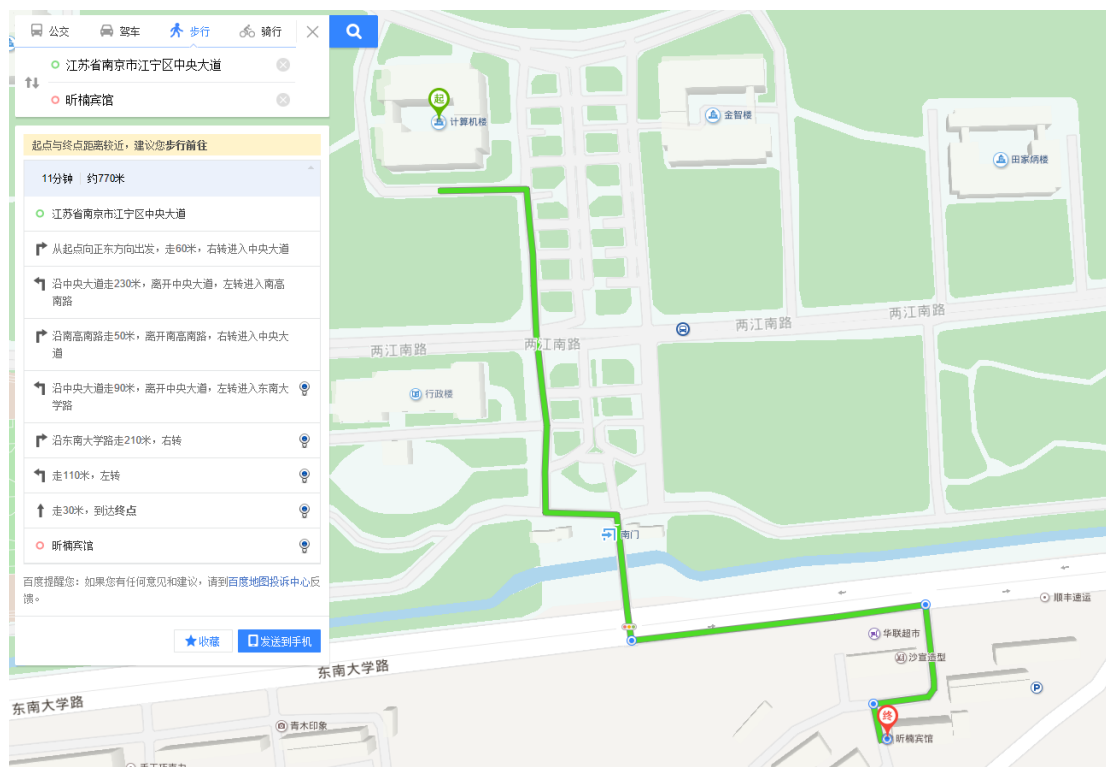 公交 驾车 步行 骑行
江苏省南京市江宁区中央大道
昕楠宾馆
起点与终点距离较近，建议您步行前往
11分钟 约770米
江苏省南京市江宁区中央大道
从起点向正东方向出发，走60米，右转进入中央大道
沿中央大道走230米，离开中央大道，左转进入南高
南路
沿南高南路走50米，离开南高南路，右转进入中央大
道
沿中央大道走90米，离开中央大道，左转进入东南大
学路
沿东南大学路走210米，右转
走110米，左转
走30米，到达终点
昕楠宾馆
百度提醒您：如果您有任何意见和建议，请到百度地图投诉中心反
馈。
收藏 发送到手机
起
计算机楼
金智楼
田家炳楼
两江南路
两江南路
两江南路
两江南路
行政楼
南门
顺丰速运
华联超市
沙宣造型
P
终
昕楠宾馆
东南大学路
东南大学路
青木印象